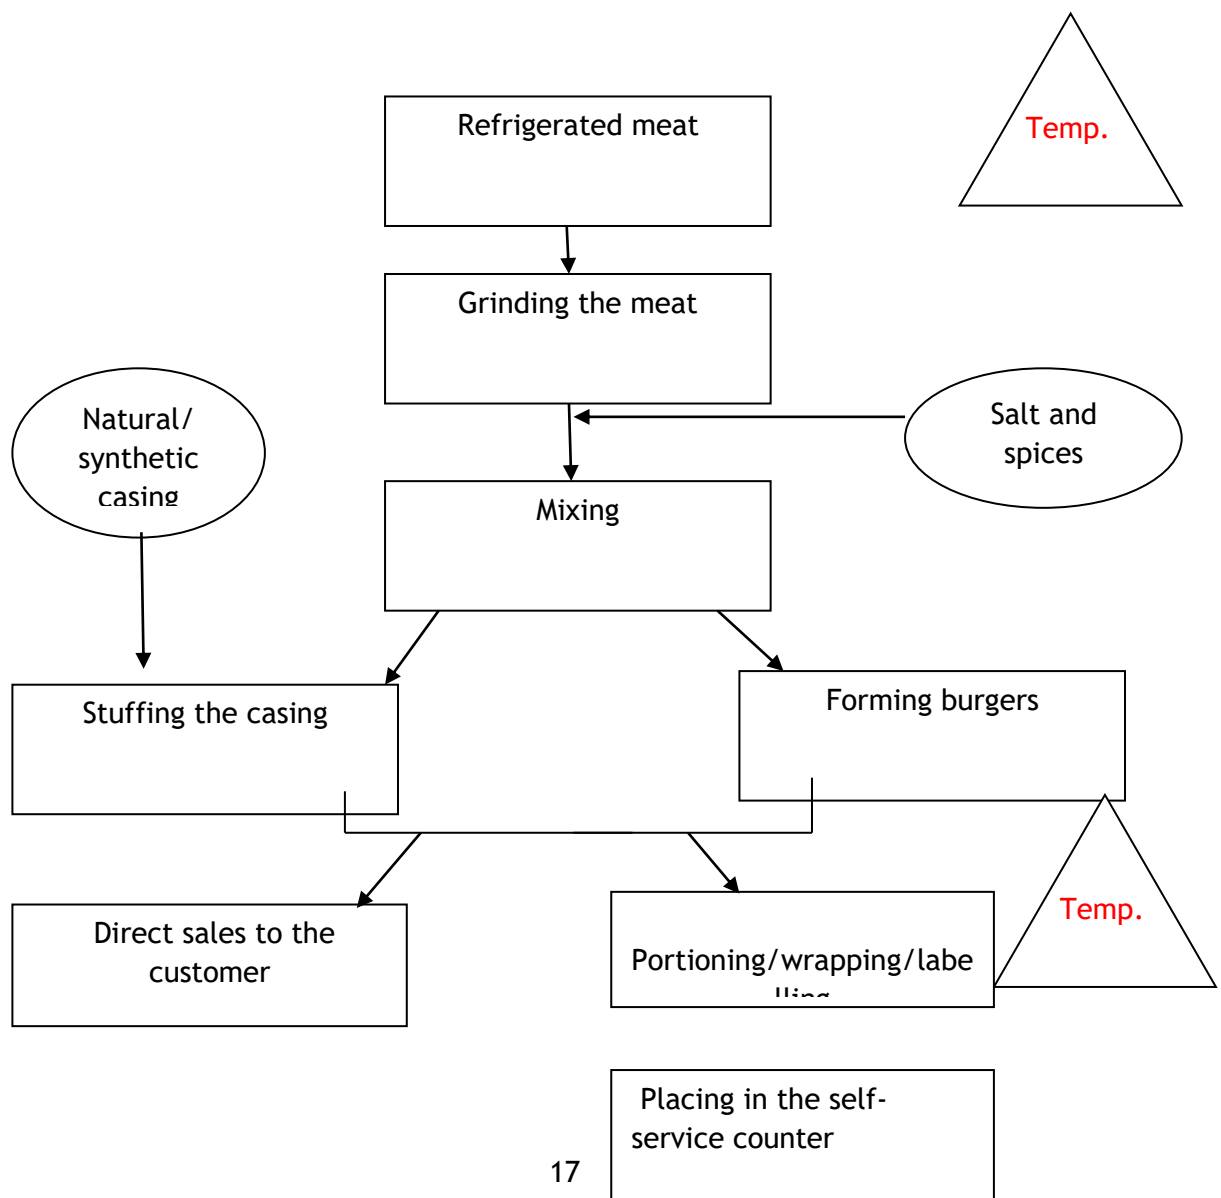 Temp.
Refrigerated meat
Grinding the meat
Natural/
synthetic
casing
Salt and
spices
Mixing
Stuffing the casing
Forming burgers
Temp.
Direct sales to the
customer
Portioning/wrapping/labe
lling
Placing in the self-
service counter
17